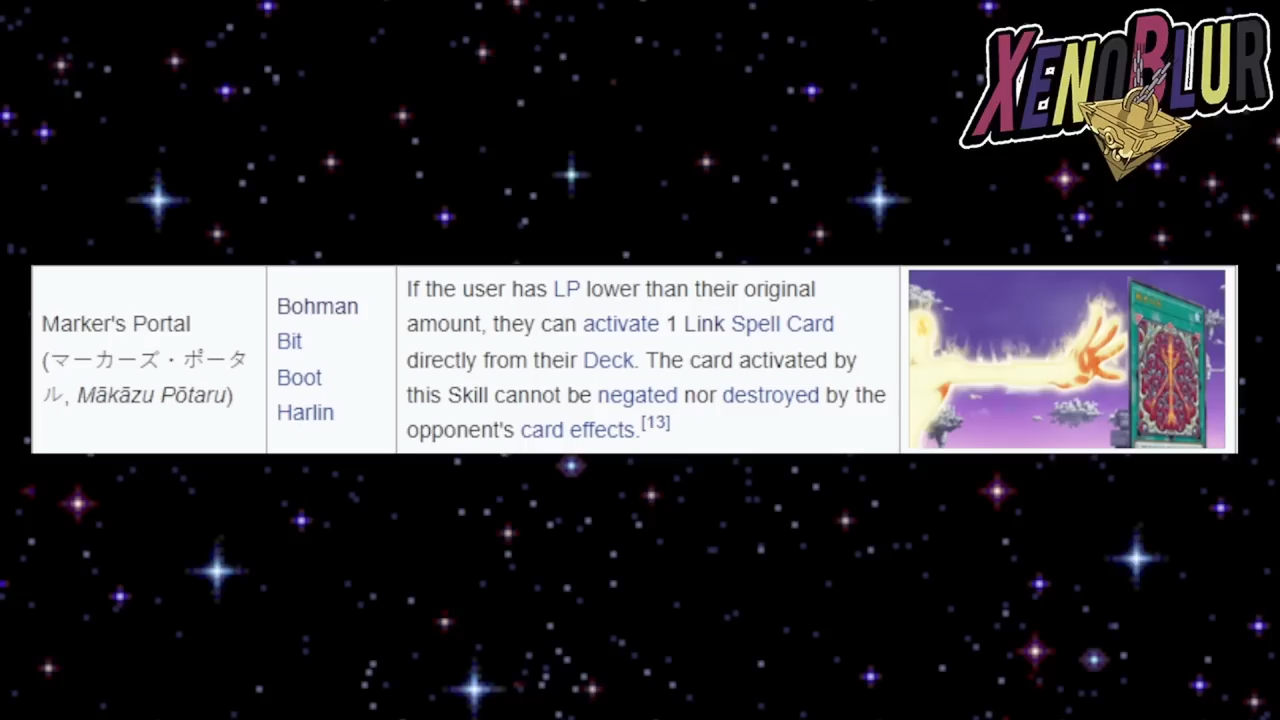 XENOBLUR
Marker's Portal
(マーカーズ・ポータ
ル, Mākāzu Pōtaru)
Bohman
Bit
Boot
Harlin
If the user has LP lower than their original
amount, they can activate 1 Link Spell Card
directly from their Deck. The card activated by
this Skill cannot be negated nor destroyed by the
opponent's card effects.[13]